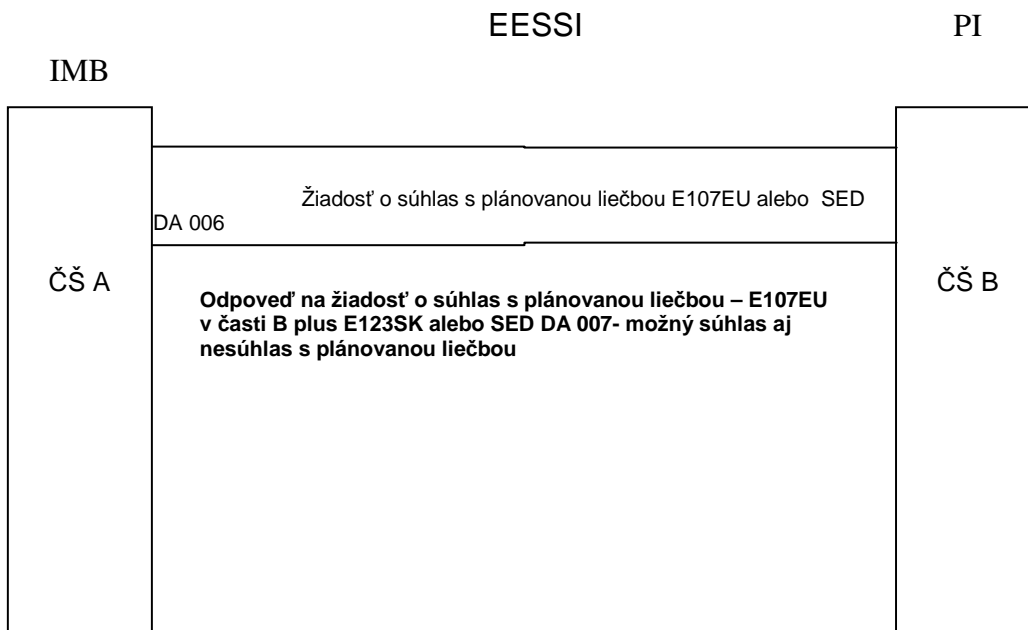 EESSI
PI
IMB
Žiadosť o súhlas s plánovanou liečbou E107EU alebo SED
DA 006
ČŠ A
ČŠ B
Odpoveď na žiadosť o súhlas s plánovanou liečbou – E107EU
v časti B plus E123SK alebo SED DA 007- možný súhlas aj
nesúhlas s plánovanou liečbou